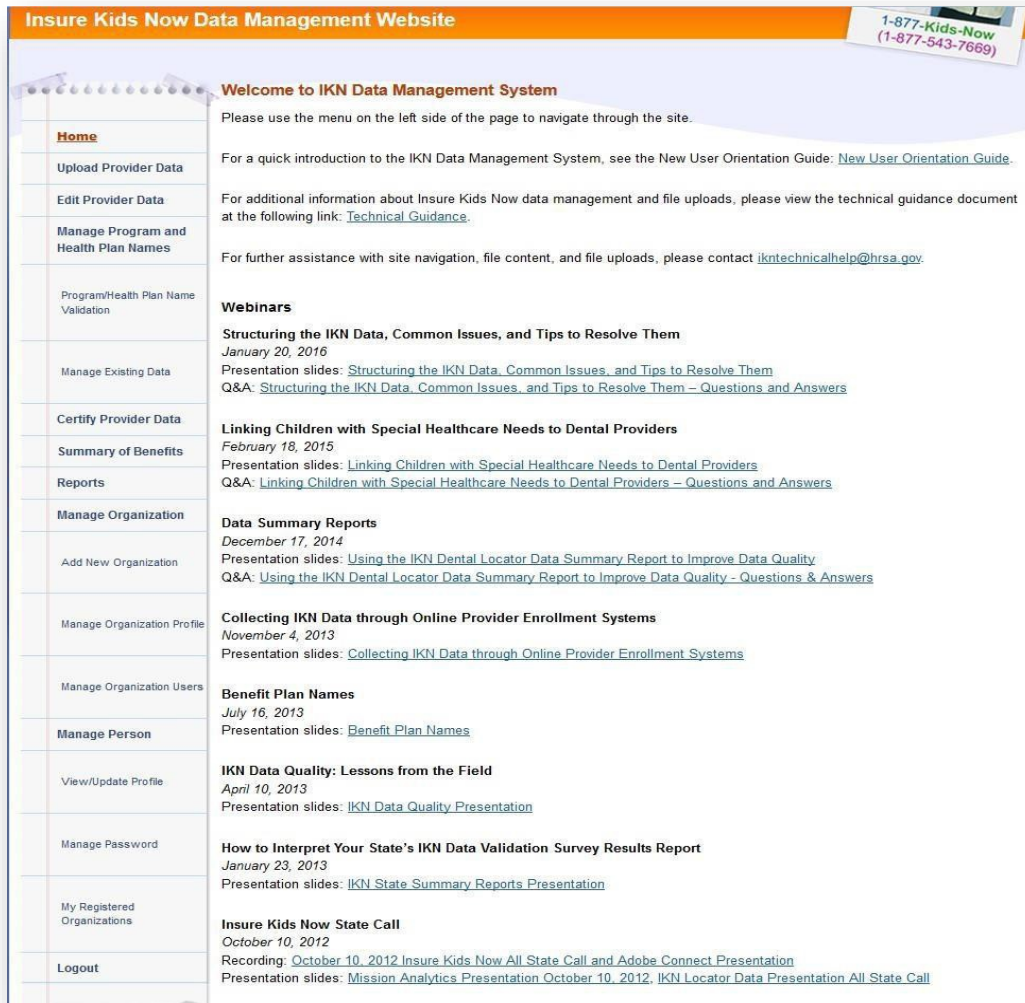 Insure Kids Now Data Management Website
1-877-Kids-Now
(1-877-543-7669)
Home
Upload Provider Data
Edit Provider Data
Manage Program and
Health Plan Names
Program/Health Plan Name
Validation
Manage Existing Data
Certify Provider Data
Summary of Benefits
Reports
Manage Organization
Add New Organization
Manage Organization Profile
Manage Organization Users
Manage Person
View/Update Profile
Manage Password
My Registered
Organizations
Logout
Welcome to IKN Data Management System
Please use the menu on the left side of the page to navigate through the site.
For a quick introduction to the IKN Data Management System, see the New User Orientation Guide: New User Orientation Guide.
For additional information about Insure Kids Now data management and file uploads, please view the technical guidance document
at the following link: Technical Guidance.
For further assistance with site navigation, file content, and file uploads, please contact ikntechnicalhelp@hrsa.gov.
Webinars
Structuring the IKN Data, Common Issues, and Tips to Resolve Them
January 20, 2016
Presentation slides: Structuring the IKN Data, Common Issues, and Tips to Resolve Them
Q&A: Structuring the IKN Data, Common Issues, and Tips to Resolve Them – Questions and Answers
Linking Children with Special Healthcare Needs to Dental Providers
February 18, 2015
Presentation slides: Linking Children with Special Healthcare Needs to Dental Providers
Q&A: Linking Children with Special Healthcare Needs to Dental Providers – Questions and Answers
Data Summary Reports
December 17, 2014
Presentation slides: Using the IKN Dental Locator Data Summary Report to Improve Data Quality
Q&A: Using the IKN Dental Locator Data Summary Report to Improve Data Quality - Questions & Answers
Collecting IKN Data through Online Provider Enrollment Systems
November 4, 2013
Presentation slides: Collecting IKN Data through Online Provider Enrollment Systems
Benefit Plan Names
July 16, 2013
Presentation slides: Benefit Plan Names
IKN Data Quality: Lessons from the Field
April 10, 2013
Presentation slides: IKN Data Quality Presentation
How to Interpret Your State's IKN Data Validation Survey Results Report
January 23, 2013
Presentation slides: IKN State Summary Reports Presentation
Insure Kids Now State Call
October 10, 2012
Recording: October 10, 2012 Insure Kids Now All State Call and Adobe Connect Presentation
Presentation slides: Mission Analytics Presentation October 10, 2012, IKN Locator Data Presentation All State Call